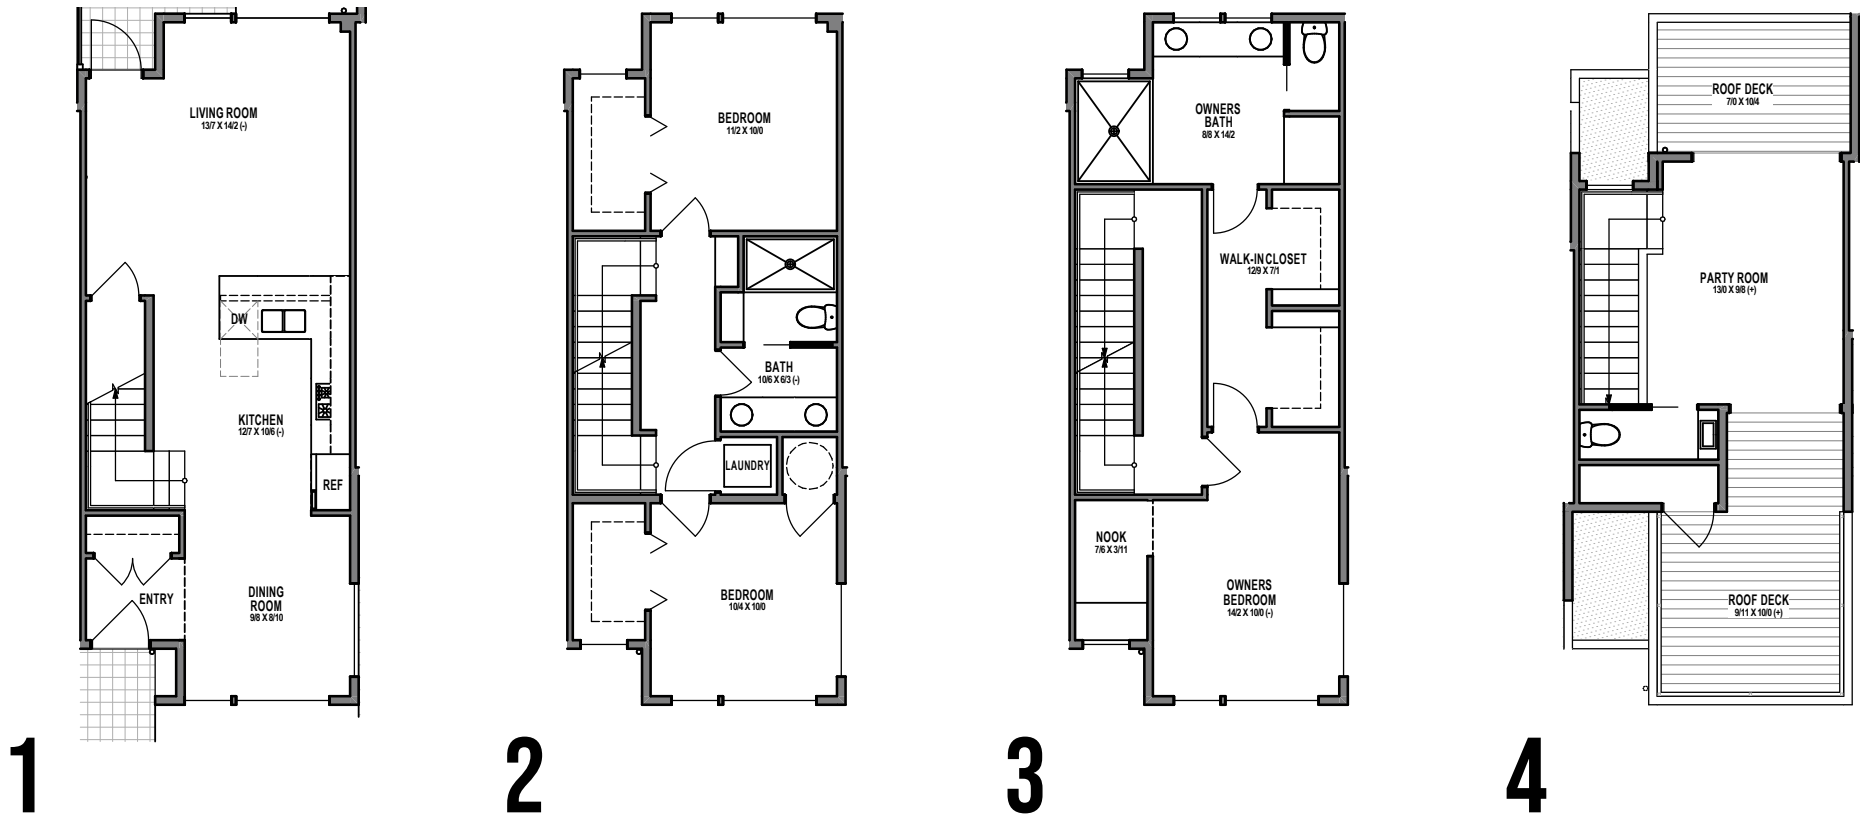 LIVING ROOM
13/7 X 14/2 (-)
DW
KITCHEN
12/7 X 10/6 (-)
REF
ENTRY
DINING
ROOM
9/8 X 8/10
1
BEDROOM
11/2 X 10/0
BATH
10/6 X 6/3 (-)
LAUNDRY
BEDROOM
10/4 X 10/0
2
OWNERS
BATH
8/8 X 14/2
WALK-IN CLOSET
12/9 X 7/1
NOOK
7/6 X 3/11
OWNERS
BEDROOM
14/2 X 10/0 (-)
3
ROOF DECK
7/0 X 10/4
PARTY ROOM
13/0 X 9/8 (+)
ROOF DECK
9/11 X 10/0 (+)
4